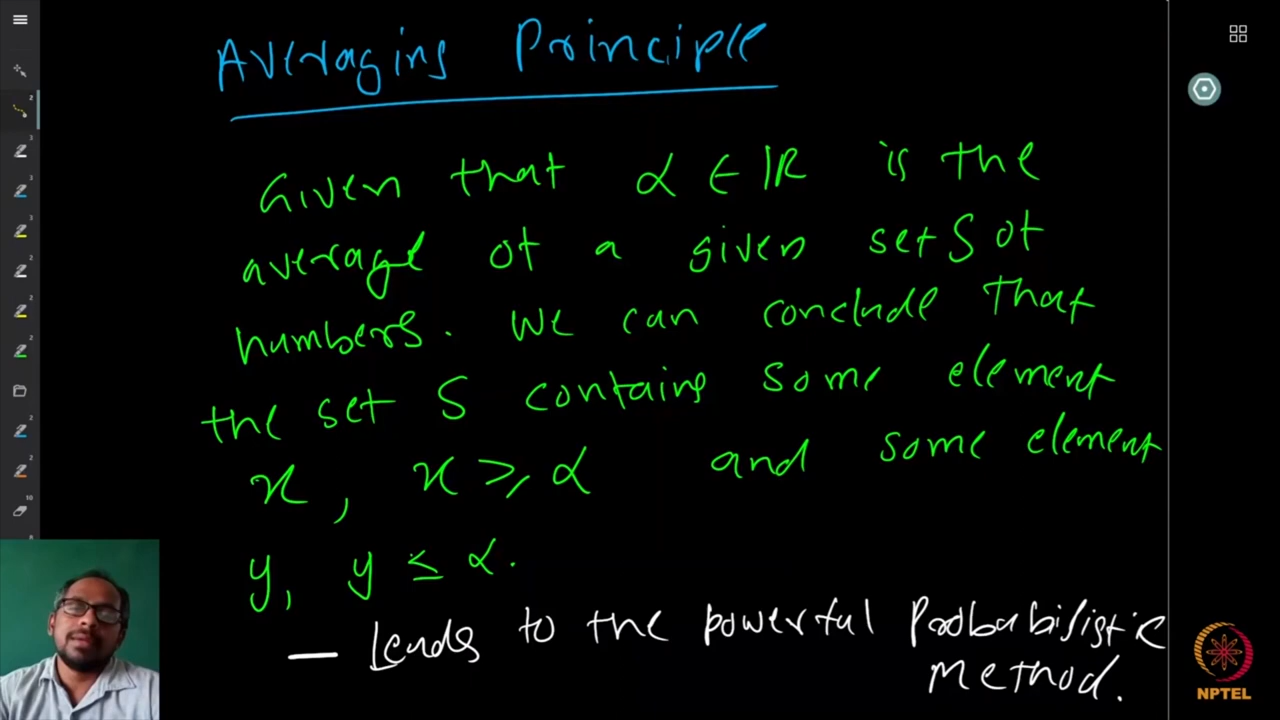 Averaging Principle
Given that α ∈ ℝ is the
average of a given set S of
numbers. We can conclude that
the set S contains some element
x, x ≥ α and some element
y, y ≤ α.
— Leads to the powerful Probabilistic
Method.
NPTEL